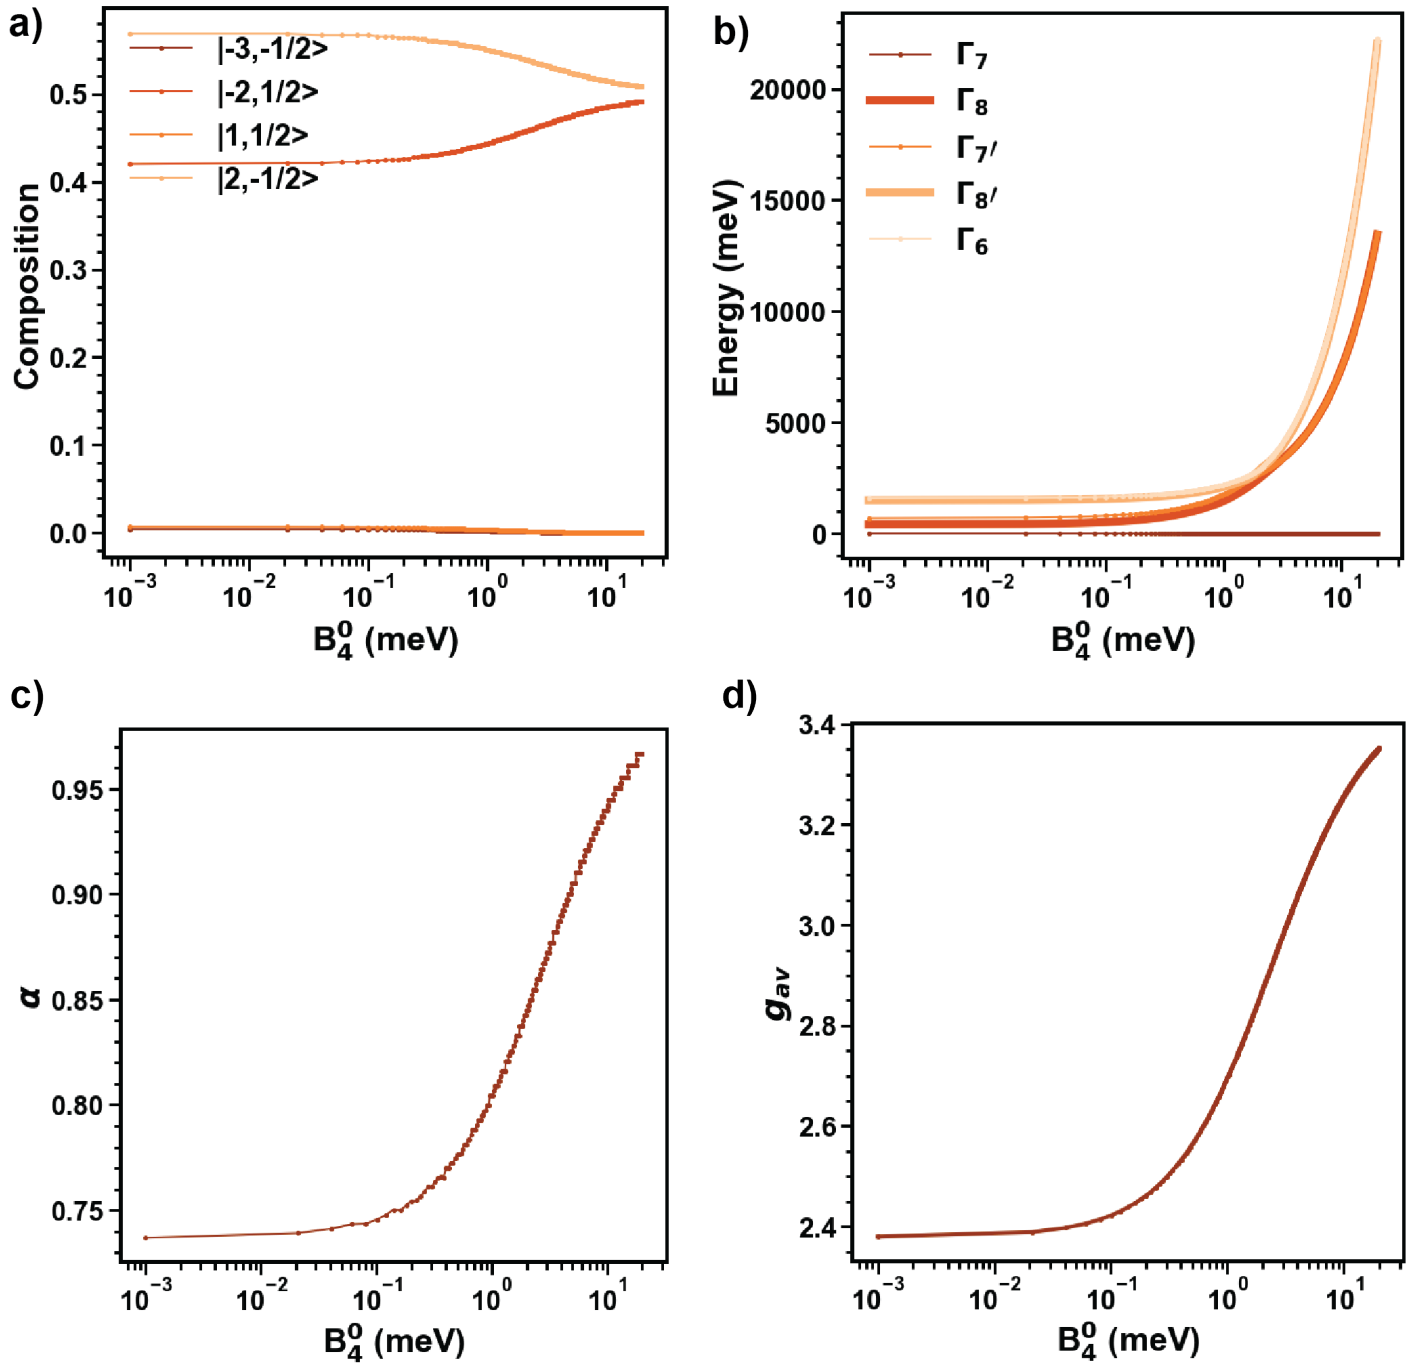 a)
|-3,-1/2>
|-2,1/2>
|1,1/2>
|2,-1/2>
0.5
0.4
0.3
0.2
0.1
0.0
Composition
10⁻³ 10⁻² 10⁻¹ 10⁰ 10¹
B₄⁰ (meV)
b)
Γ₇
Γ₈
Γ₇′
Γ₈′
Γ₆
20000
15000
10000
5000
0
Energy (meV)
10⁻³ 10⁻² 10⁻¹ 10⁰ 10¹
B₄⁰ (meV)
c)
0.95
0.90
0.85
0.80
0.75
α
10⁻³ 10⁻² 10⁻¹ 10⁰ 10¹
B₄⁰ (meV)
d)
3.4
3.2
3.0
2.8
2.6
2.4
gav
10⁻³ 10⁻² 10⁻¹ 10⁰ 10¹
B₄⁰ (meV)